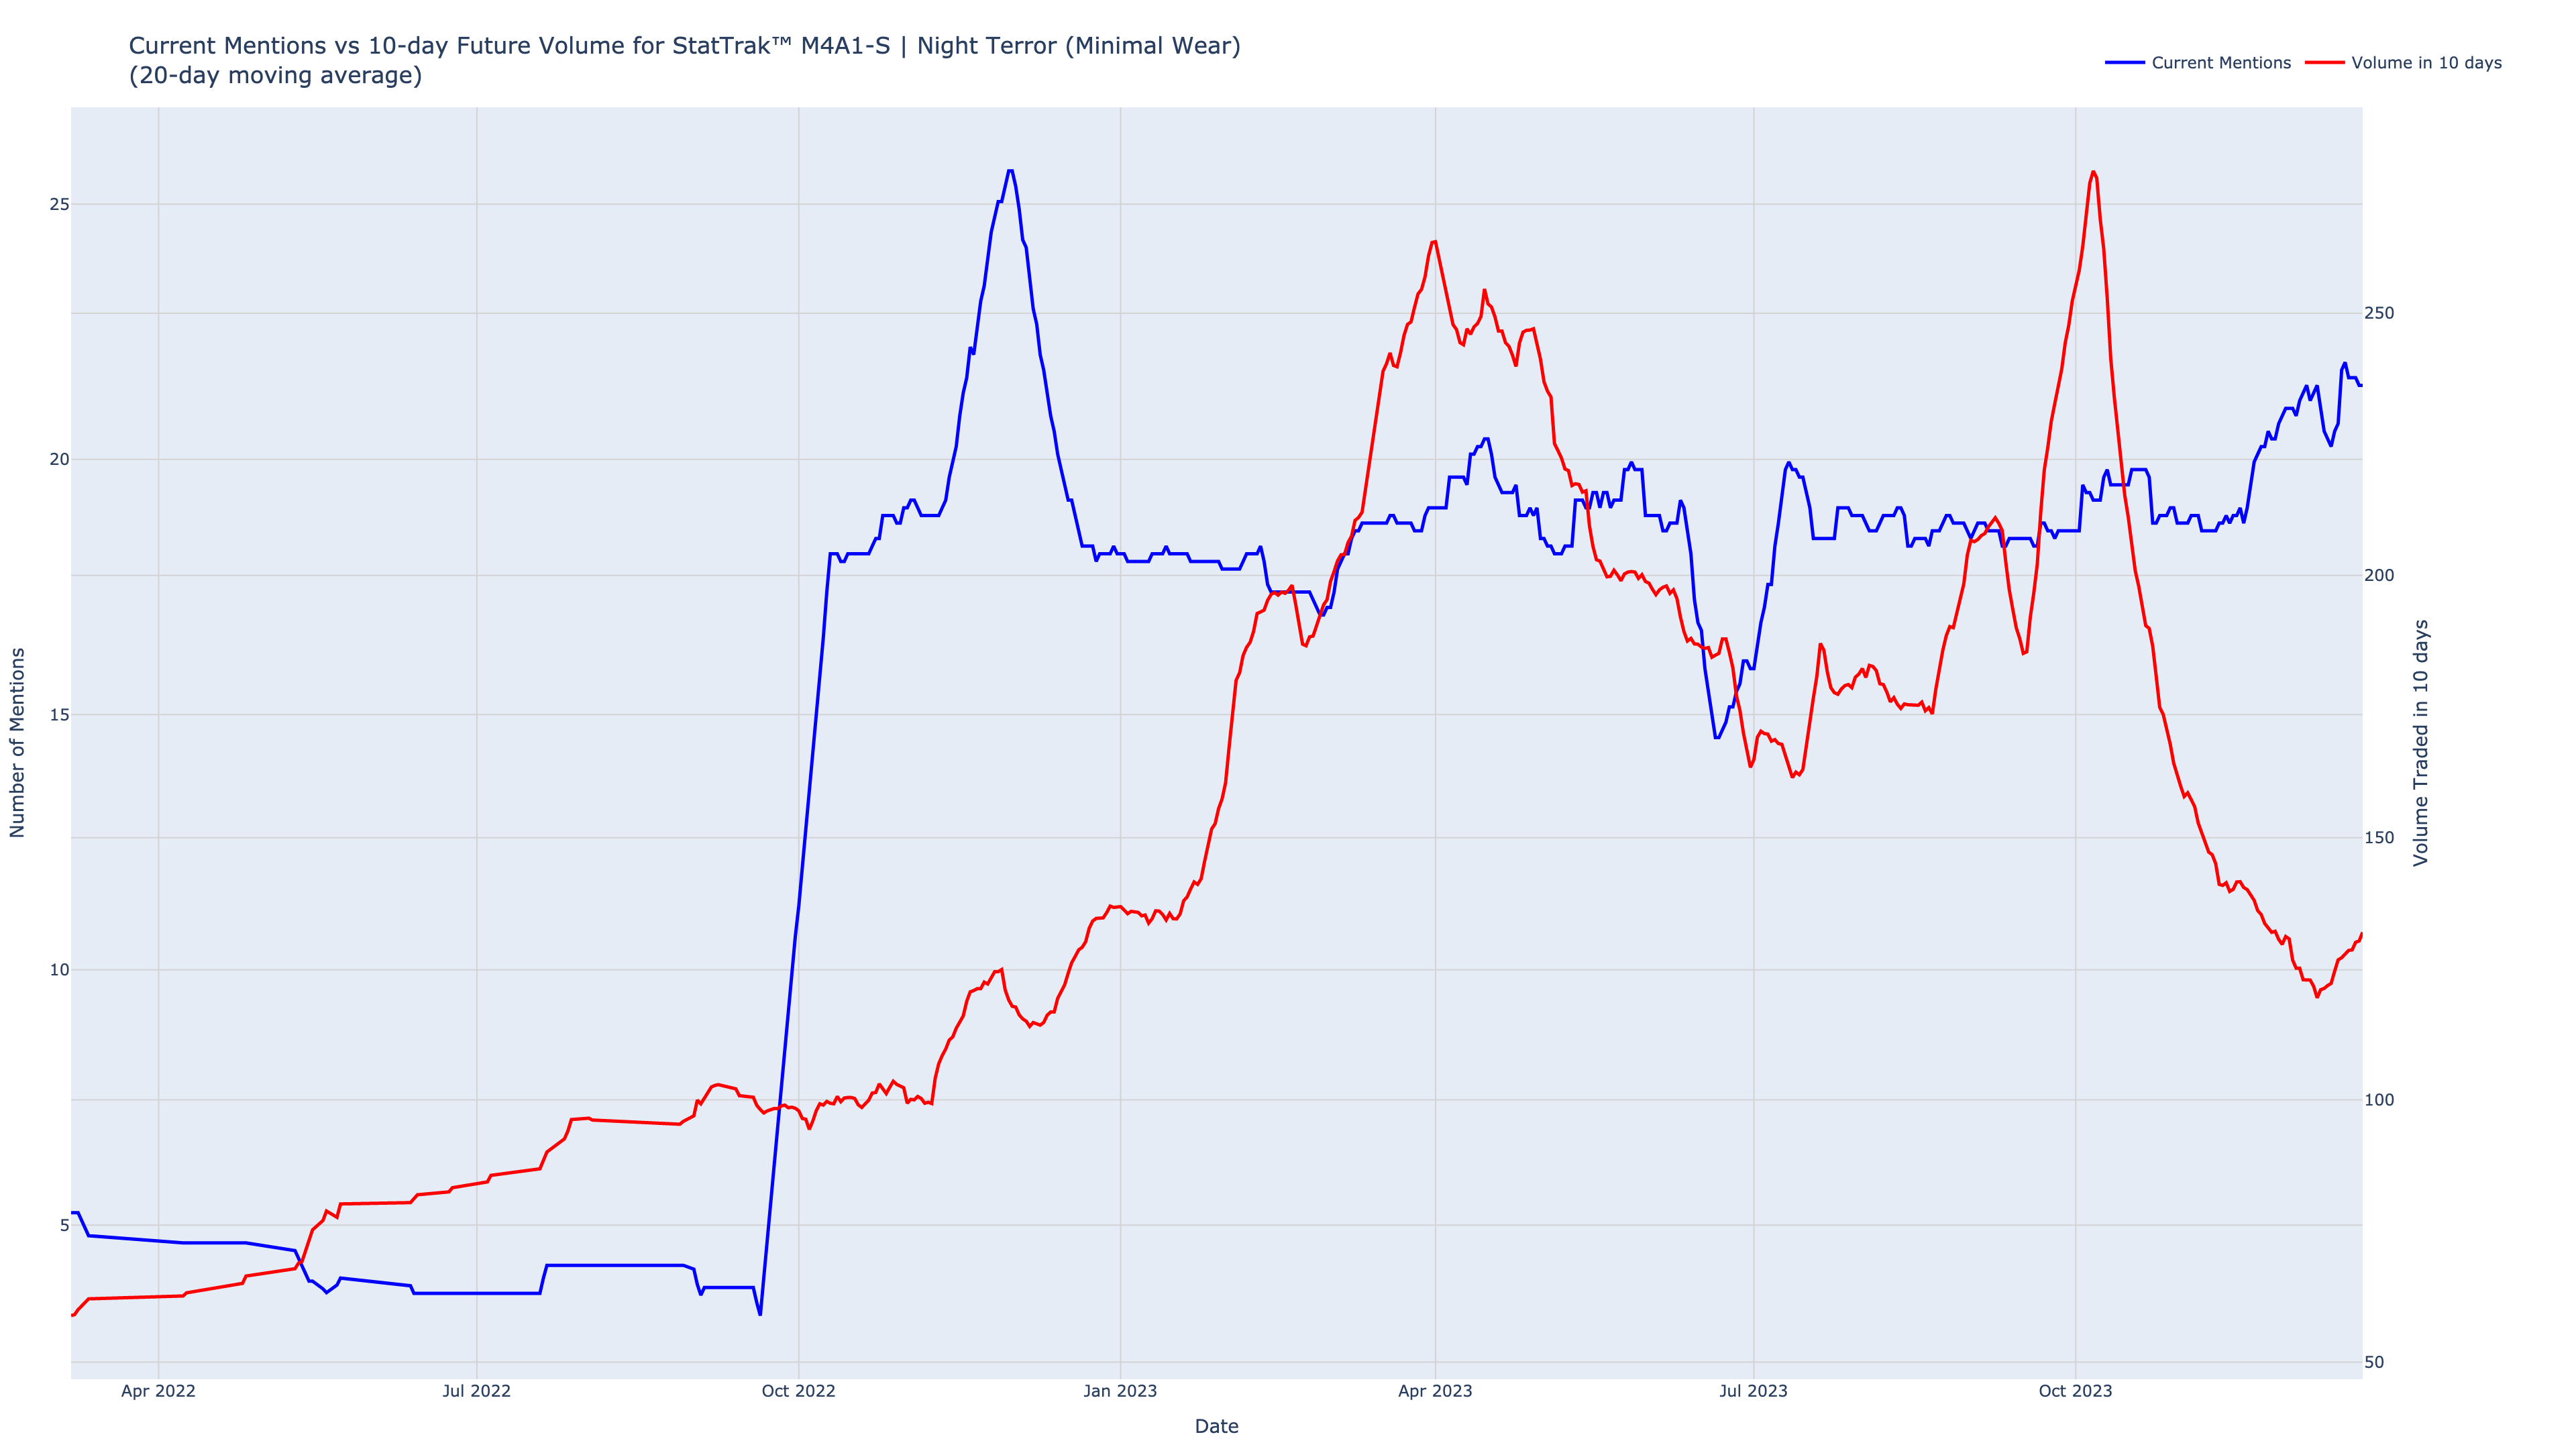 Current Mentions vs 10-day Future Volume for StatTrak™ M4A1-S | Night Terror (Minimal Wear)
(20-day moving average)
Current Mentions
Volume in 10 days
25
20
15
10
5
Number of Mentions
250
200
150
100
50
Volume Traded in 10 days
Apr 2022
Jul 2022
Oct 2022
Jan 2023
Apr 2023
Jul 2023
Oct 2023
Date